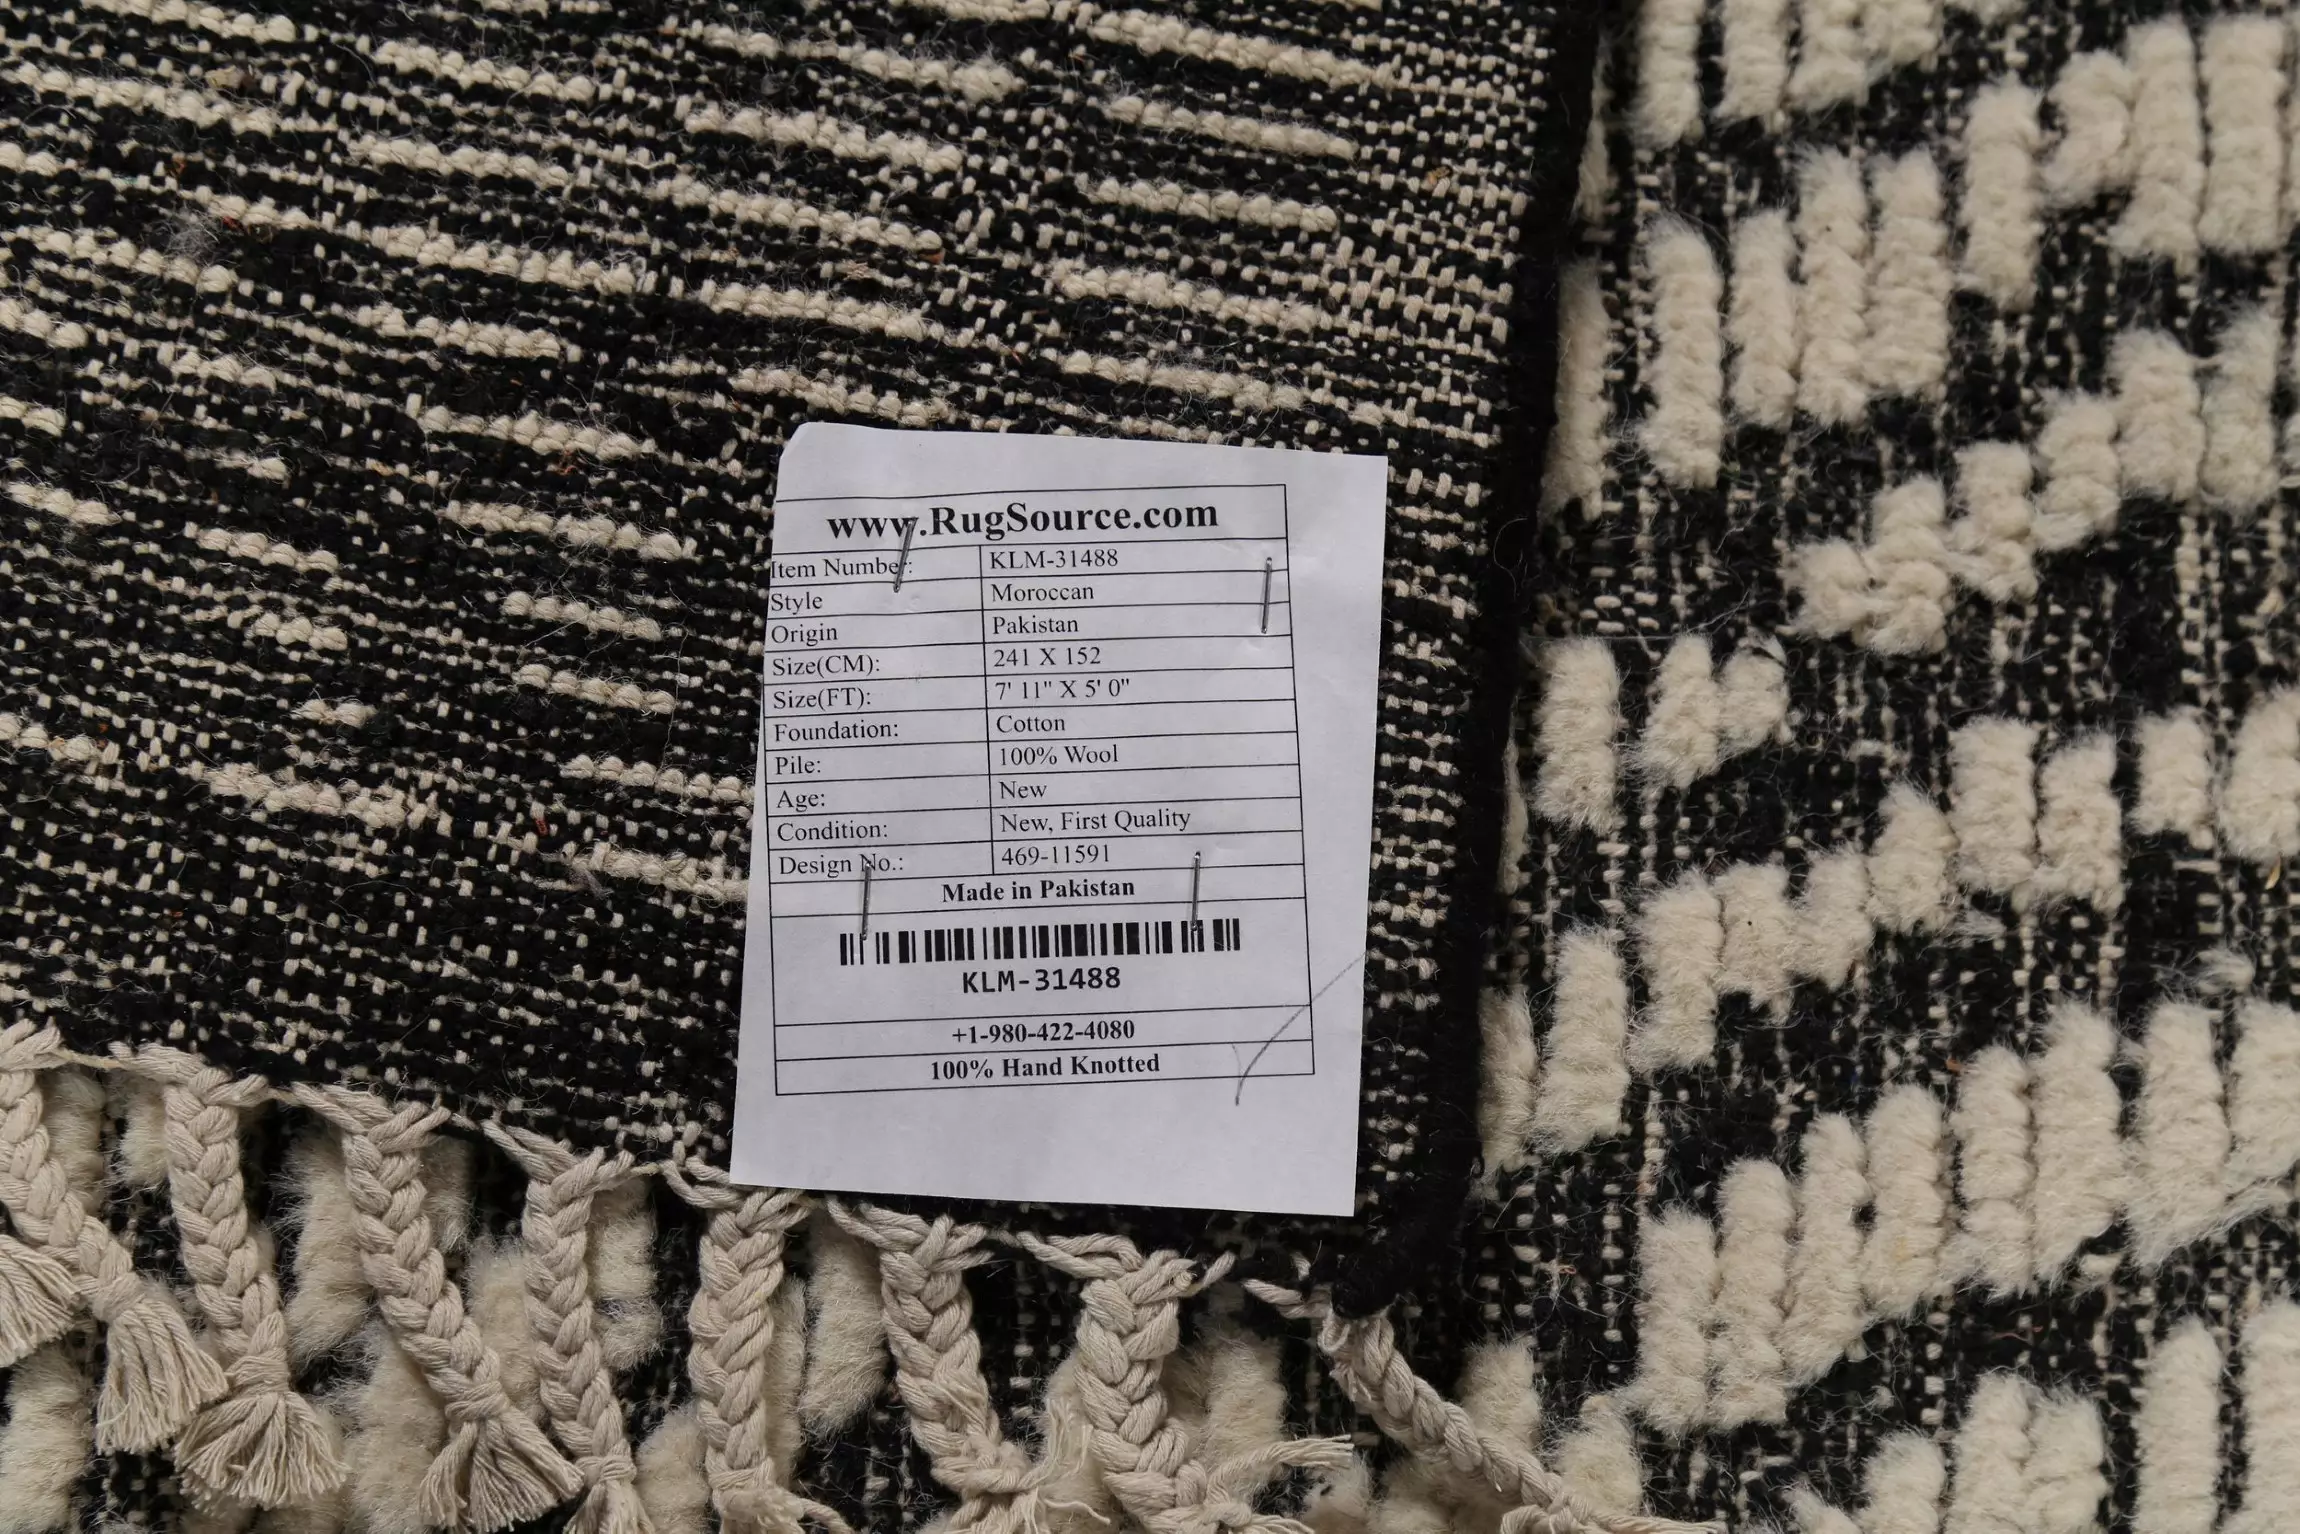 www.RugSource.com
Item Number: KLM-31488
Style Moroccan
Origin Pakistan
Size(CM): 241 X 152
Size(FT): 7' 11" X 5' 0"
Foundation: Cotton
Pile: 100% Wool
Age: New
Condition: New, First Quality
Design No.: 469-11591
Made in Pakistan
KLM-31488
+1-980-422-4080
100% Hand Knotted